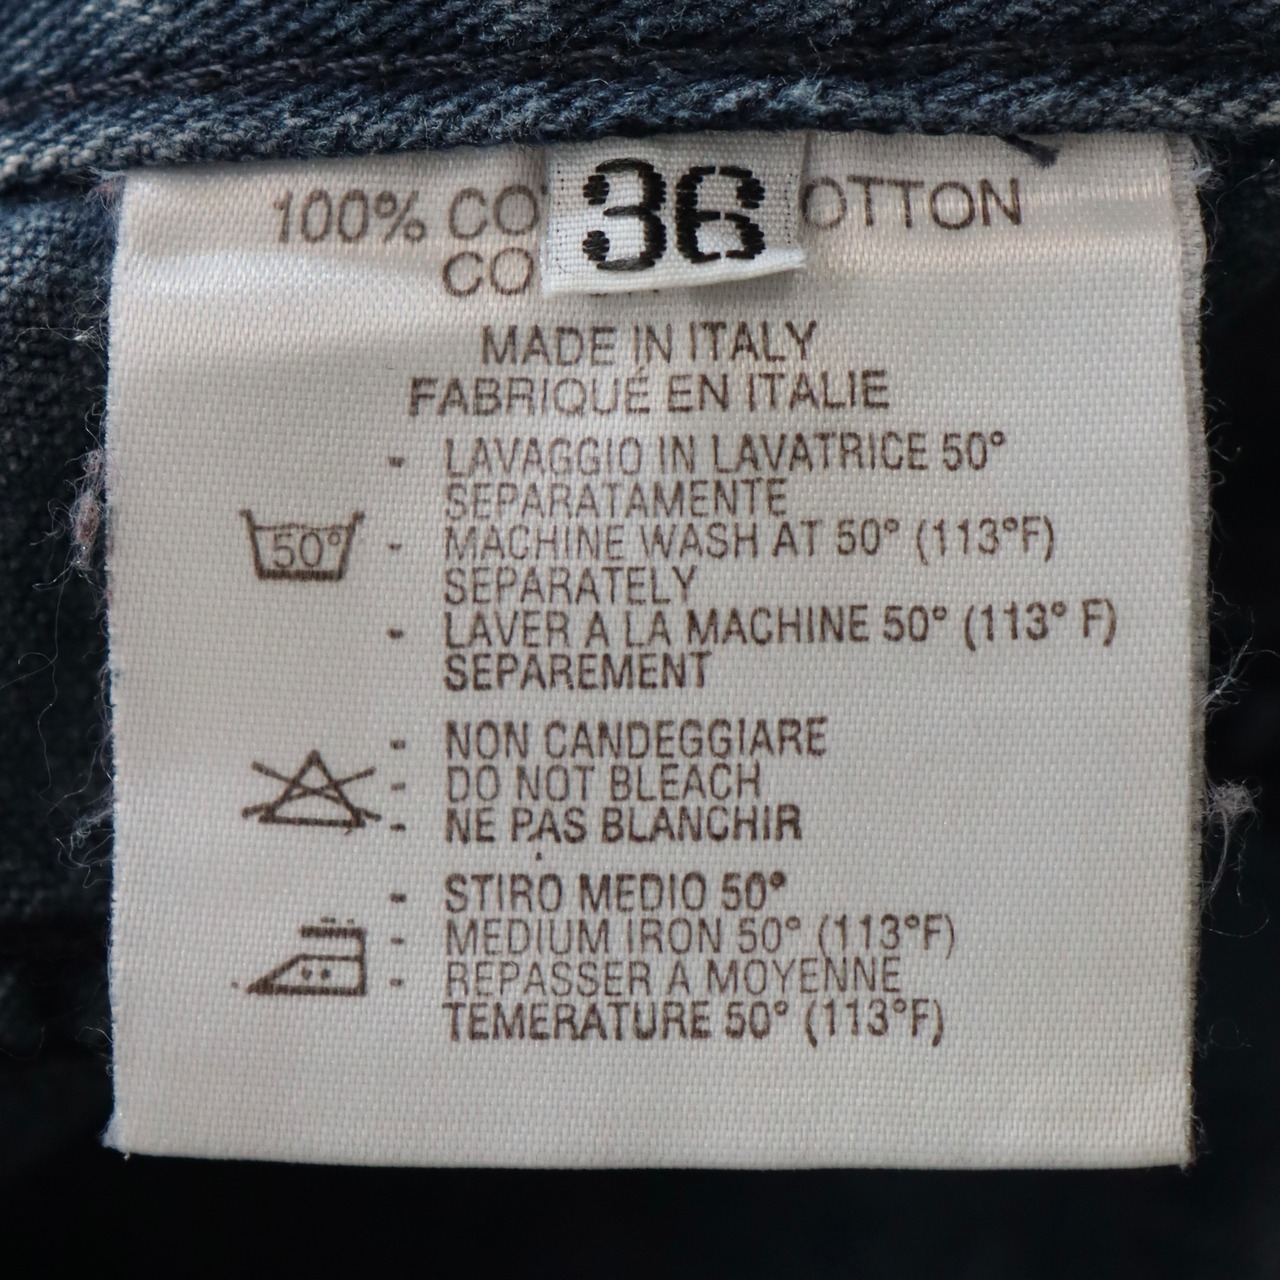 100% CO OTTON
36
CO
MADE IN ITALY
FABRIQUÉ EN ITALIE
- LAVAGGIO IN LAVATRICE 50°
SEPARATAMENTE
50° - MACHINE WASH AT 50° (113°F)
SEPARATELY
- LAVER A LA MACHINE 50° (113° F)
SEPAREMENT
- NON CANDEGGIARE
- DO NOT BLEACH
- NE PAS BLANCHIR
- STIRO MEDIO 50°
- MEDIUM IRON 50° (113°F)
- REPASSER A MOYENNE
TEMERATURE 50° (113°F)